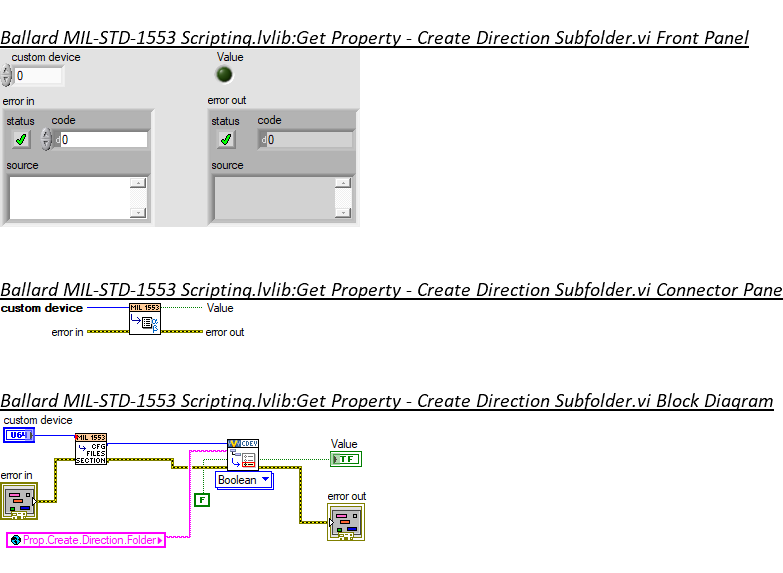 Ballard MIL-STD-1553 Scripting.lvlib:Get Property - Create Direction Subfolder.vi Front Panel
custom device Value
0
error in error out
status code status code
d0 d0
source source
Ballard MIL-STD-1553 Scripting.lvlib:Get Property - Create Direction Subfolder.vi Connector Pane
custom device MIL 1553 Value
error in error out
Ballard MIL-STD-1553 Scripting.lvlib:Get Property - Create Direction Subfolder.vi Block Diagram
custom device
U64 MIL 1553 CDEV Value
CFG
FILES
SECTION
TF
error in Boolean
F error out
Prop.Create.Direction.Folder